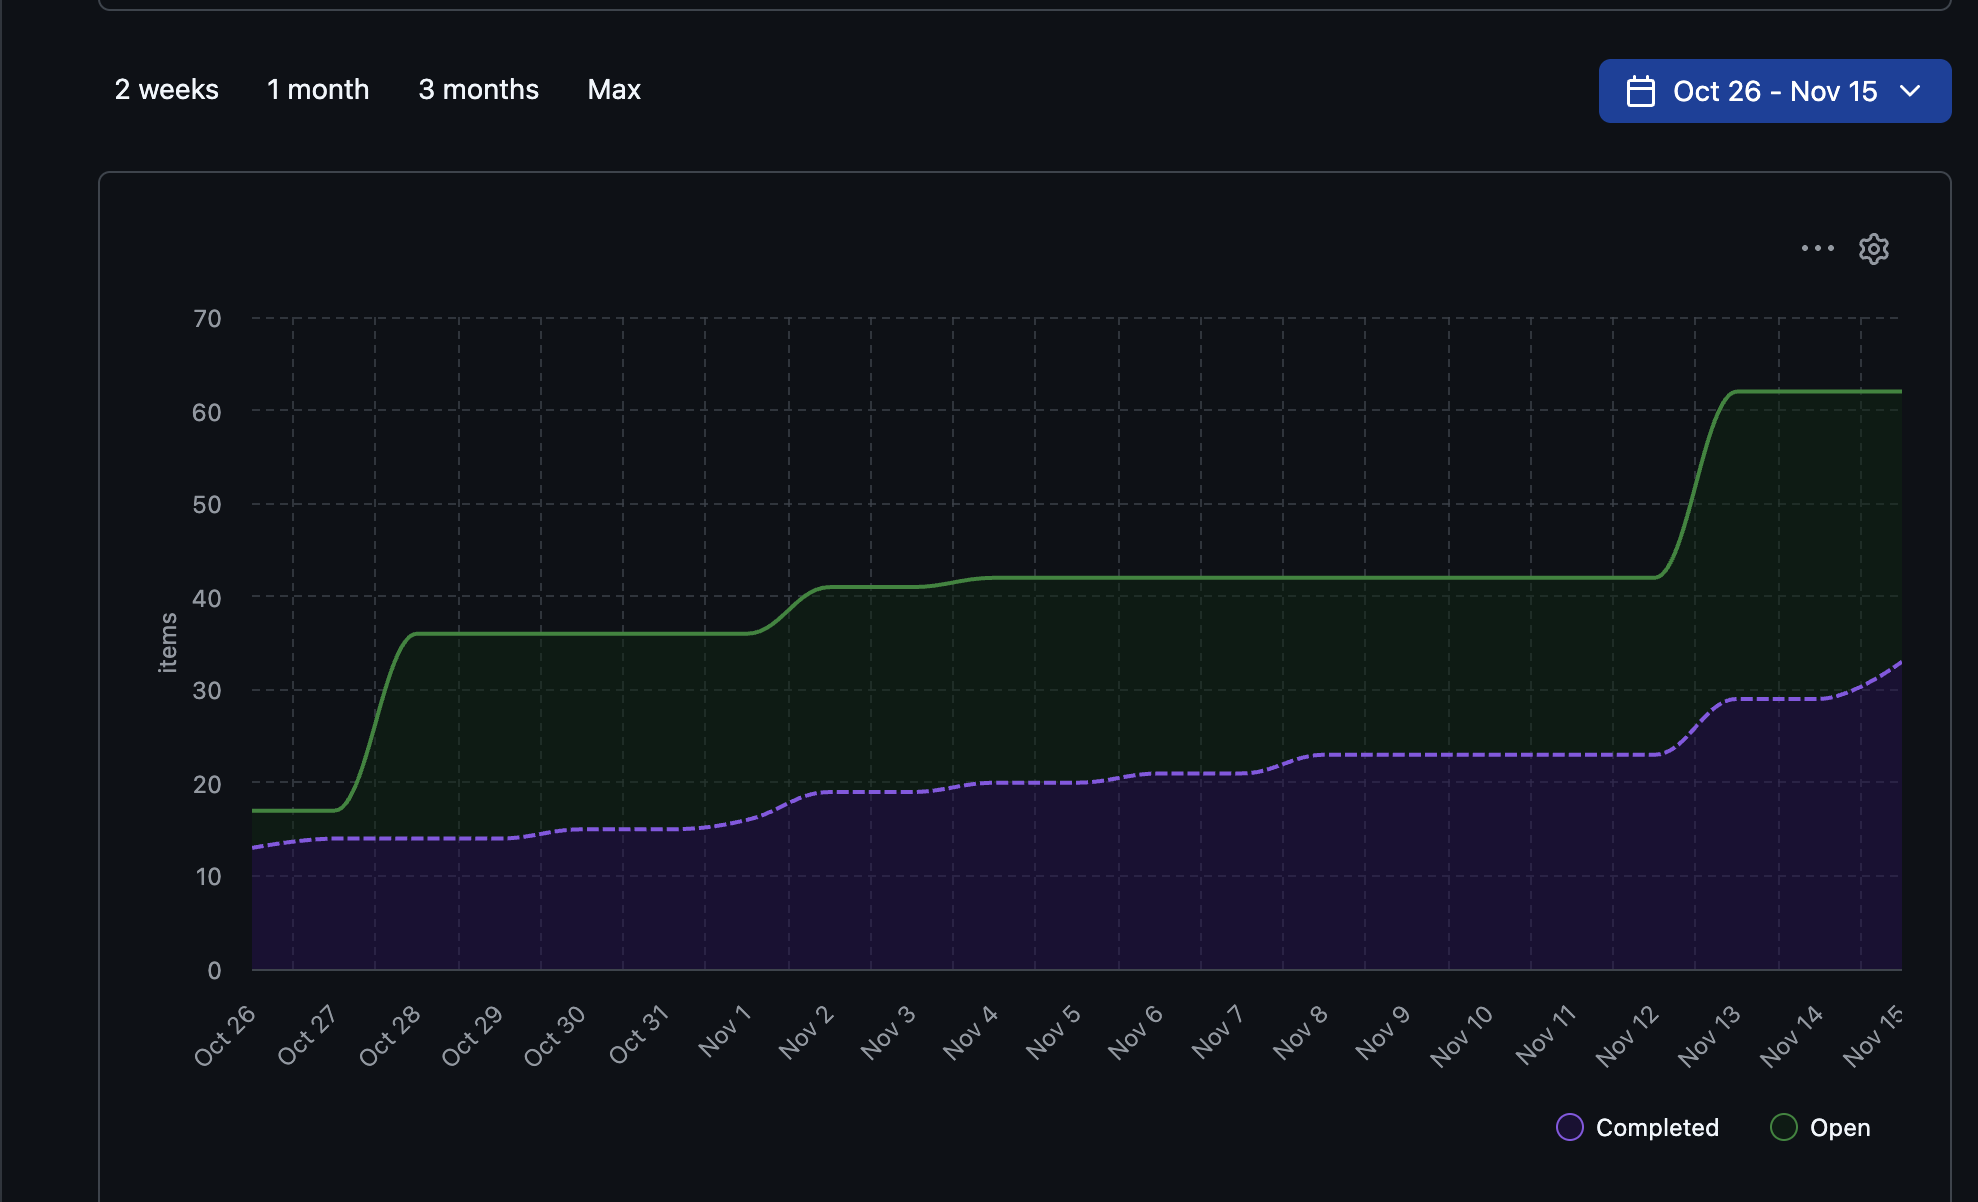 2 weeks 1 month 3 months Max
Oct 26 - Nov 15
70
60
50
40
30
20
10
0
items
Oct 26 Oct 27 Oct 28 Oct 29 Oct 30 Oct 31 Nov 1 Nov 2 Nov 3 Nov 4 Nov 5 Nov 6 Nov 7 Nov 8 Nov 9 Nov 10 Nov 11 Nov 12 Nov 13 Nov 14 Nov 15
Completed Open